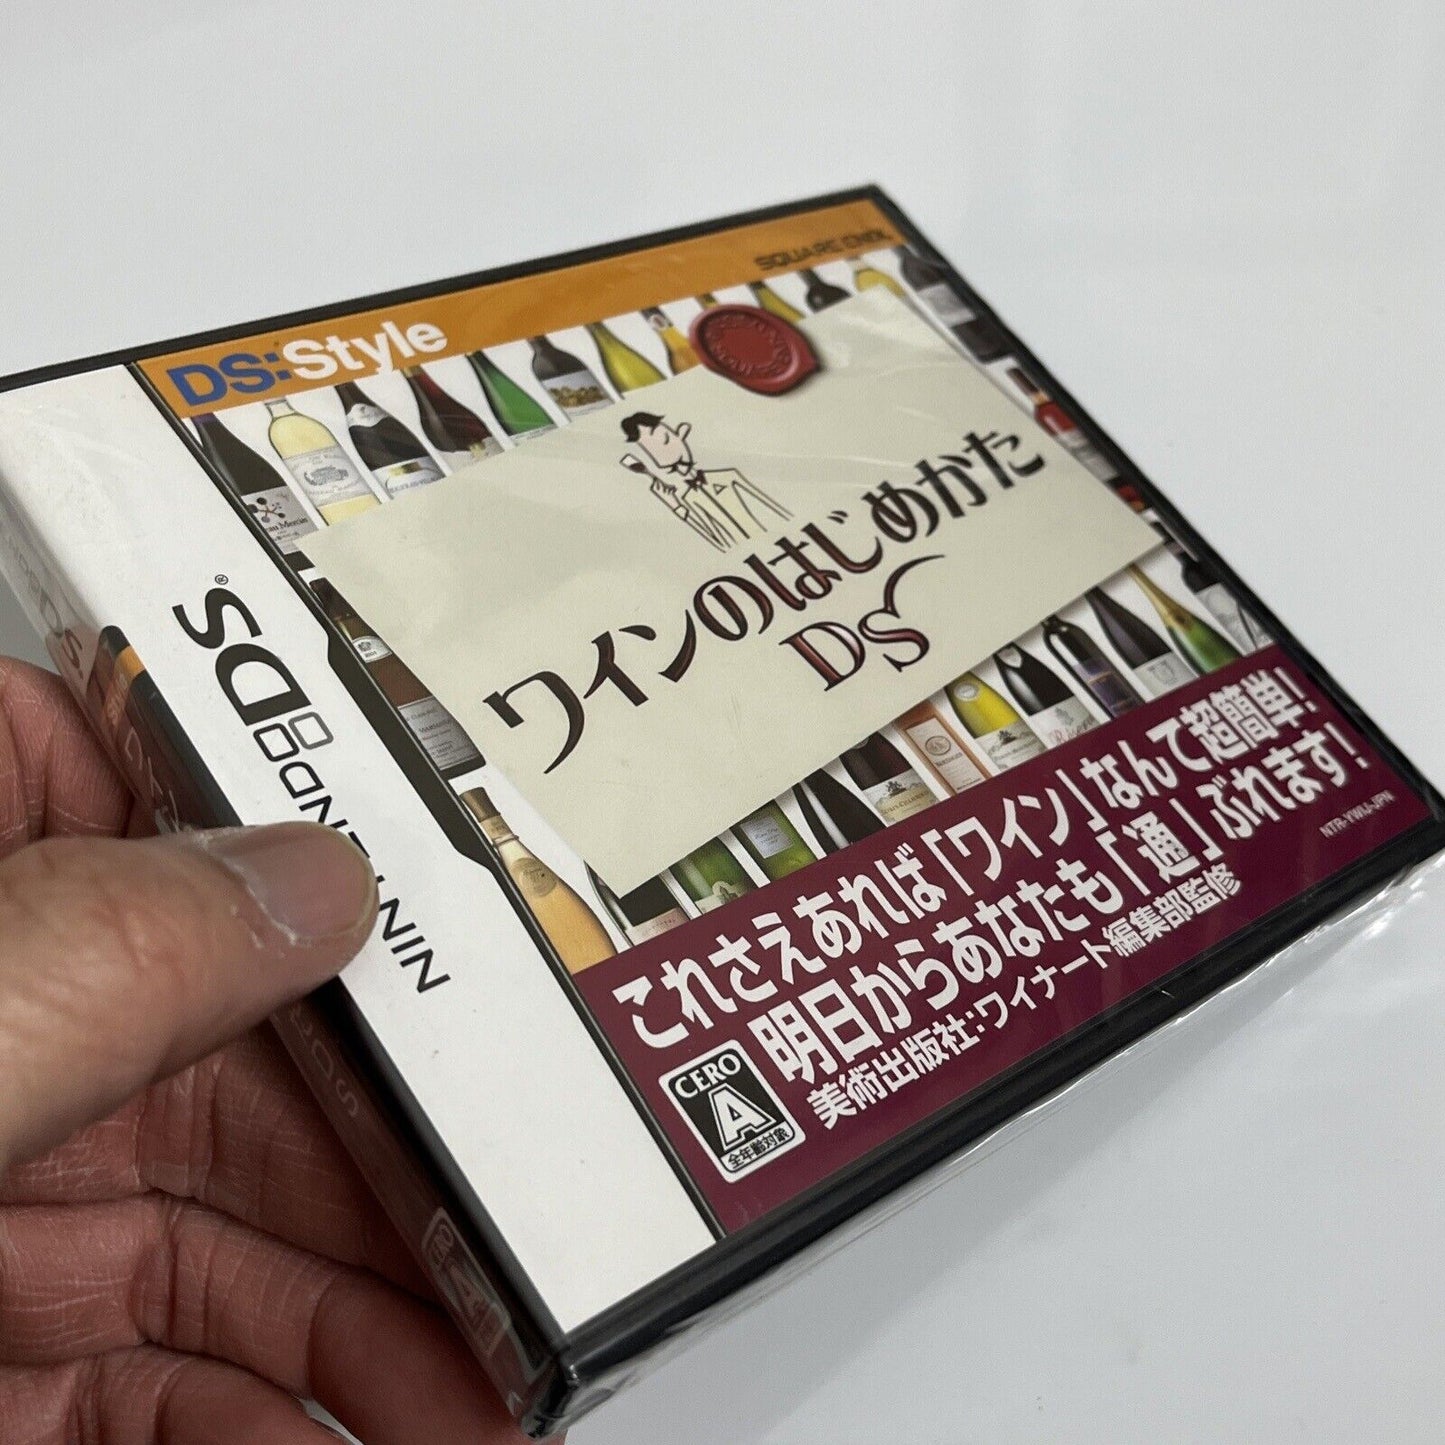 DS:Style
SQUARE ENIX
ワインのはじめかた
DS
NINTENDO DS®
これさえあれば「ワイン」なんて超簡単!
明日からあなたも「通」ぶれます!
美術出版社:ワイナート編集部監修
NTR-YWIJ-JPN
CERO
A
全年齢対象